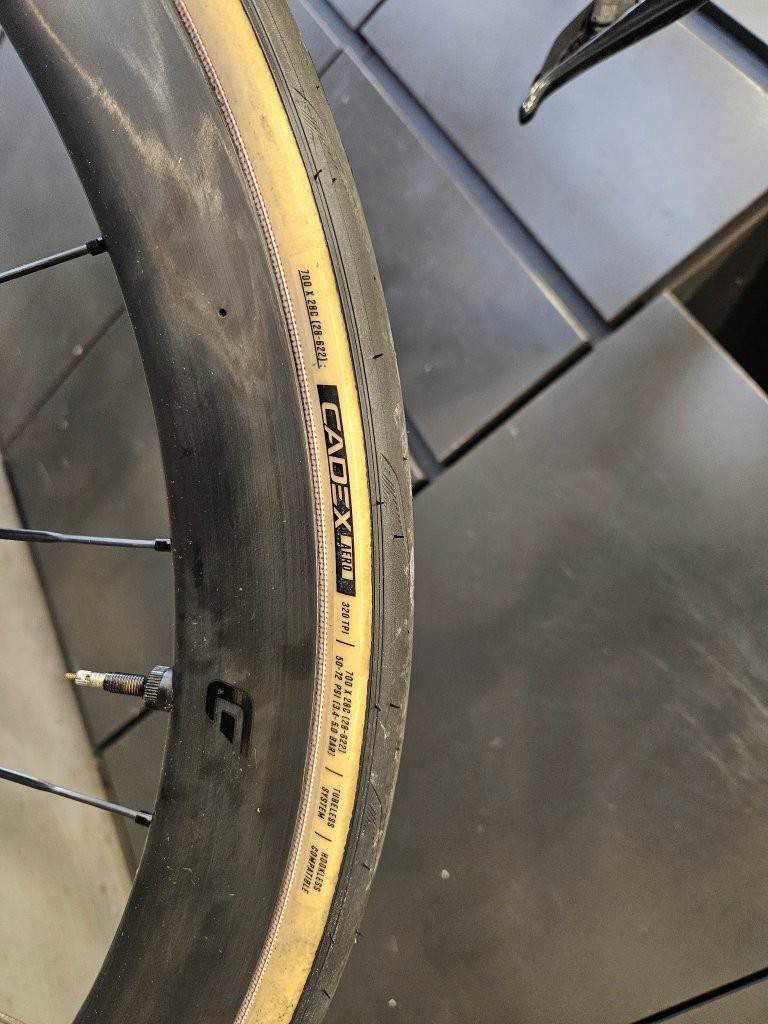 700 X 28C (28-622)
CADEX AERO
320 TPI |
700 X 28C (28-622)
50-72 PSI (3.4-5.0 BAR) |
TUBELESS
SYSTEM |
HOOKLESS
COMPATIBLE